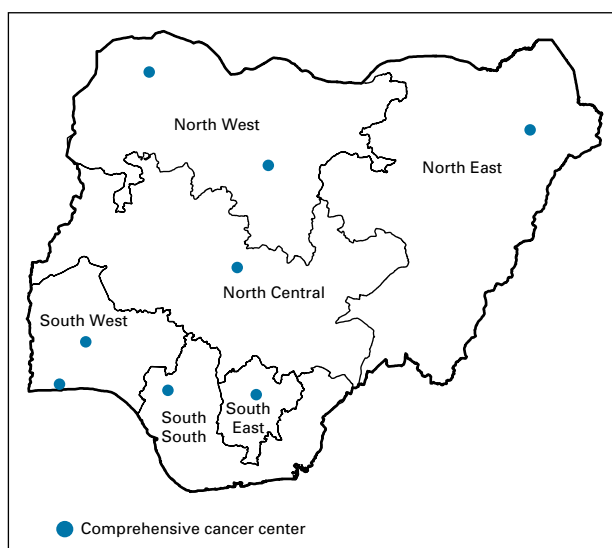 North West
North East
North Central
South West
South
South
South
East
Comprehensive cancer center